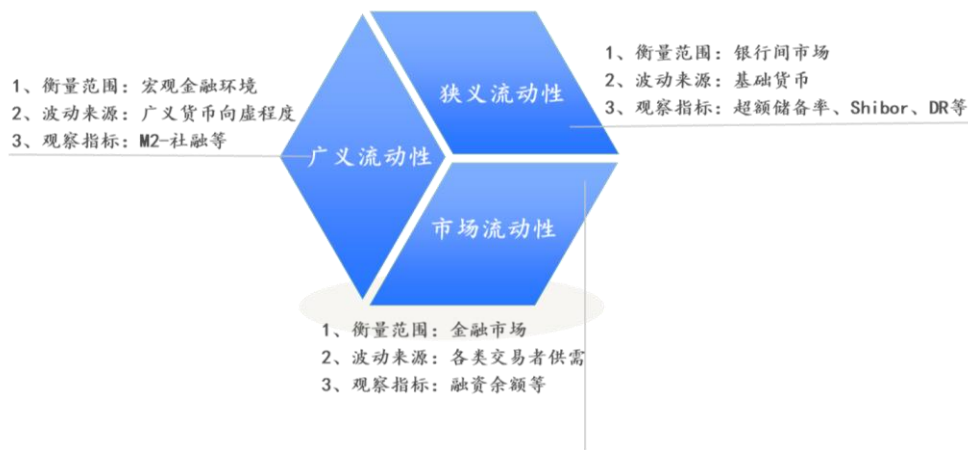 狭义流动性
1、衡量范围：银行间市场
2、波动来源：基础货币
3、观察指标：超额储备率、Shibor、DR等
1、衡量范围：宏观金融环境
2、波动来源：广义货币向虚程度
3、观察指标：M2-社融等
广义流动性
市场流动性
1、衡量范围：金融市场
2、波动来源：各类交易者供需
3、观察指标：融资余额等